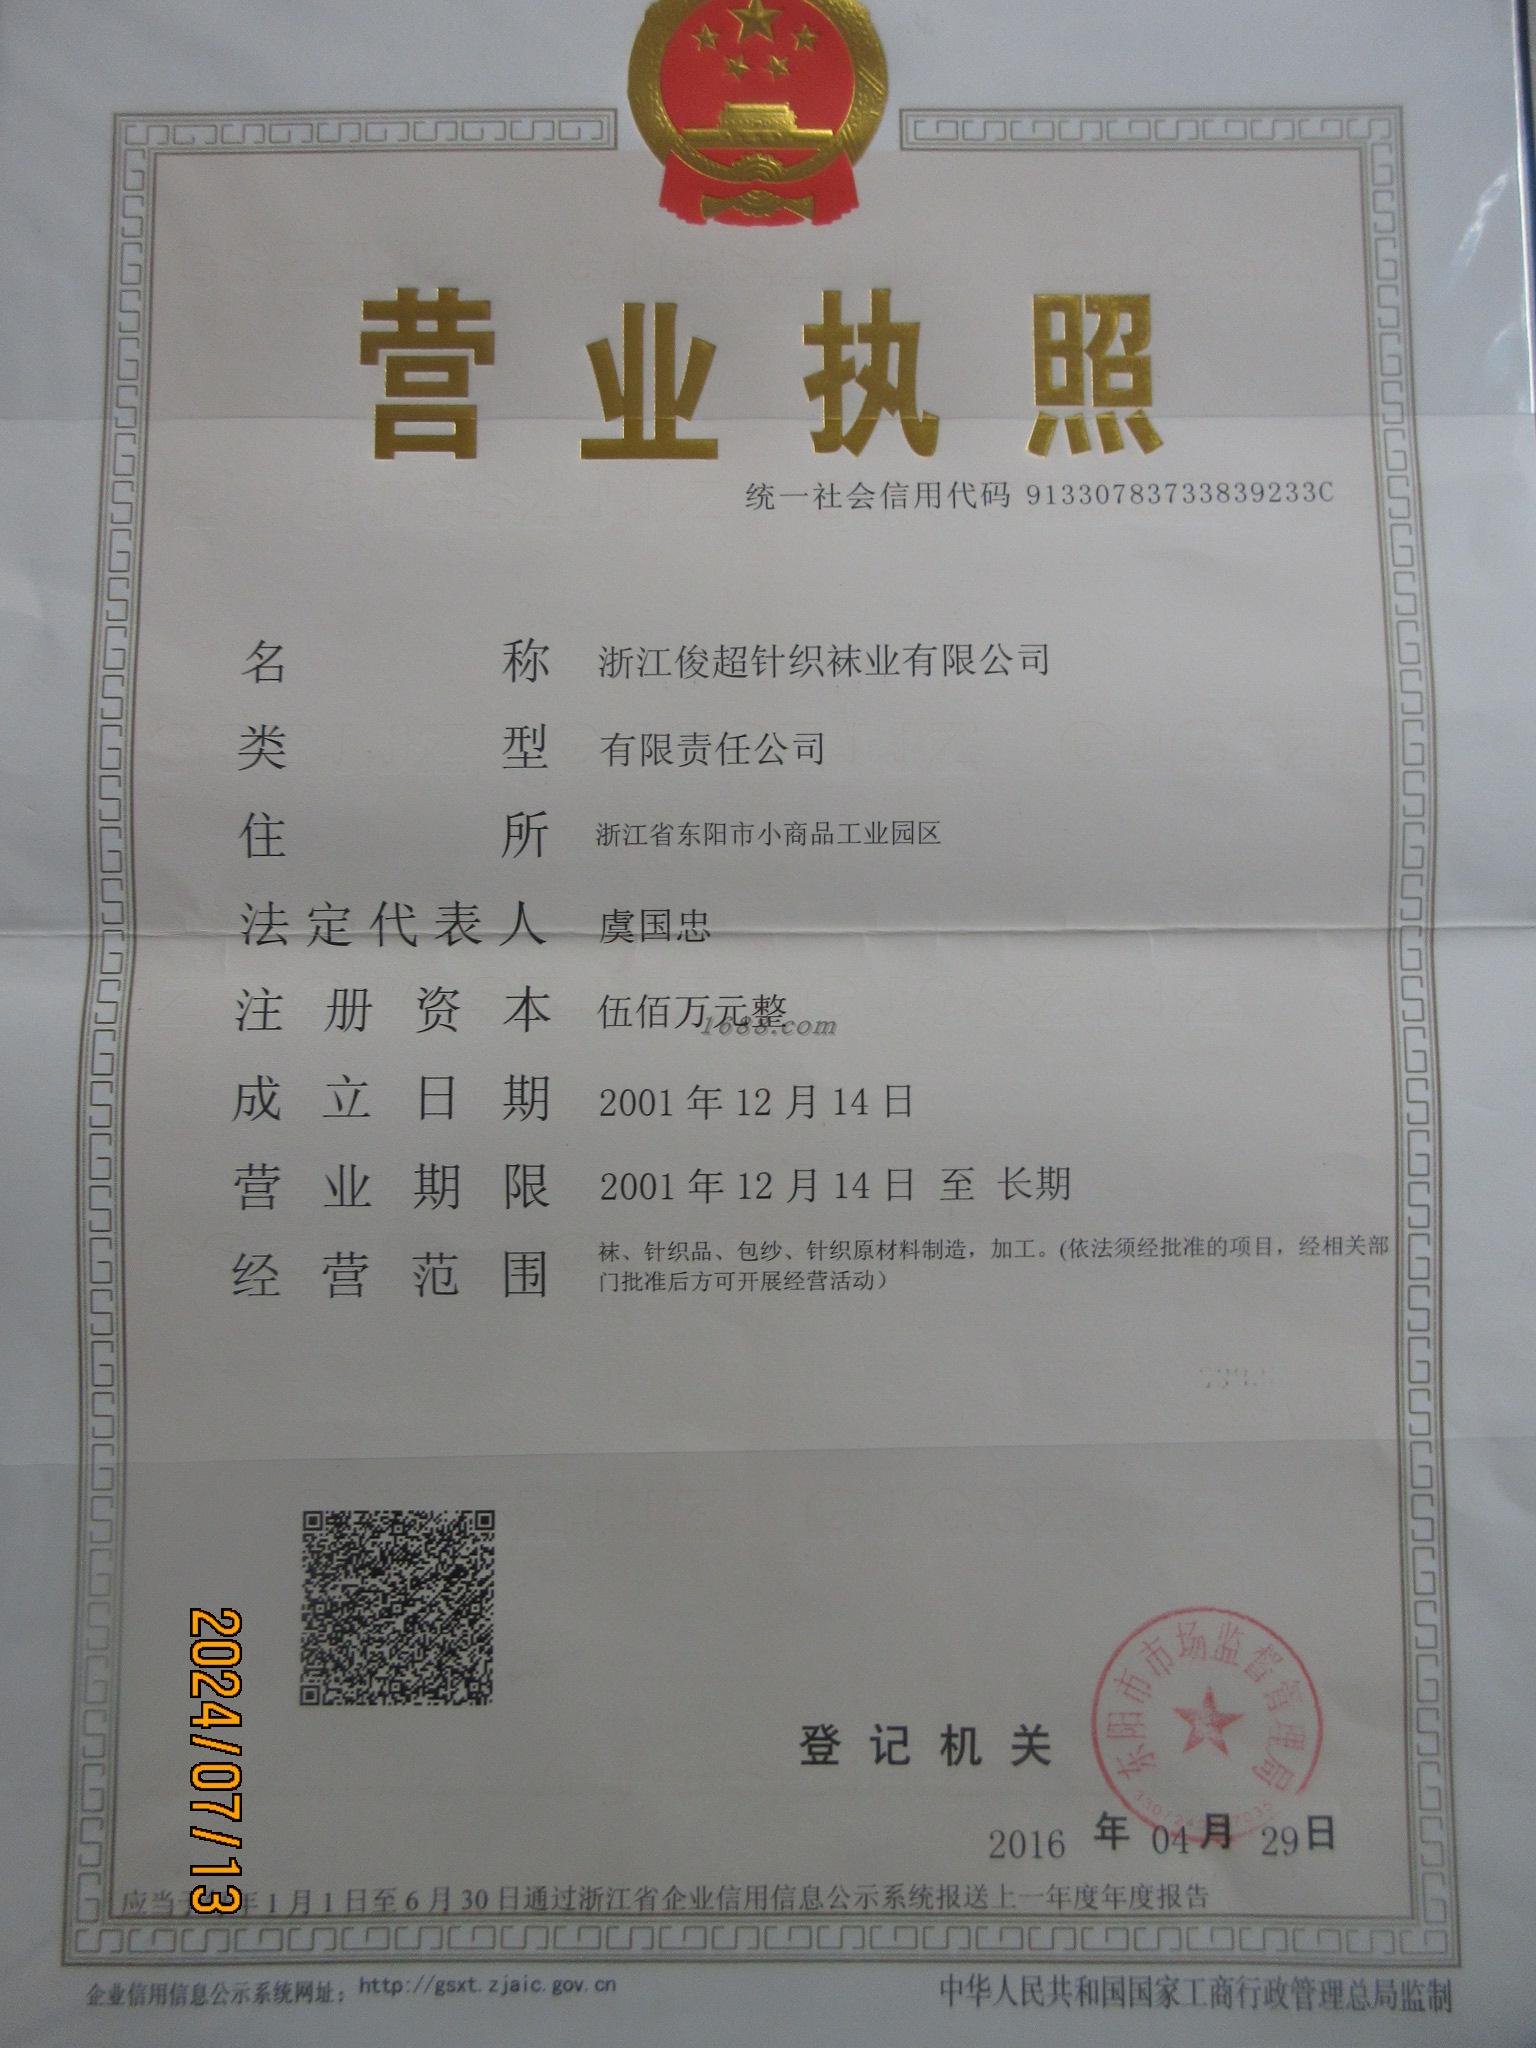 营业执照
统一社会信用代码 91330783733839233C
名称 浙江俊超针织袜业有限公司
类型 有限责任公司
住所 浙江省东阳市小商品工业园区
法定代表人 虞国忠
注册资本 伍佰万元整
1688.com
成立日期 2001年12月14日
营业期限 2001年12月14日 至 长期
经营范围 袜、针织品、包纱、针织原材料制造，加工。(依法须经批准的项目，经相关部
门批准后方可开展经营活动）
东阳市市场监督管理局
登记机关
2016 年 04月 29日
2024/07/13
应当 年1月1日至6月30日通过浙江省企业信用信息公示系统报送上一年度年度报告
企业信用信息公示系统网址：http://gsxt.zjaic.gov.cn
中华人民共和国国家工商行政管理总局监制